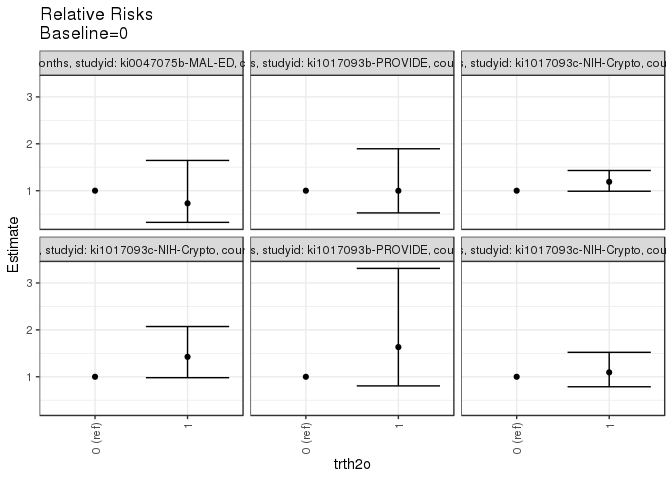 Relative Risks
Baseline=0
onths, studyid: ki0047075b-MAL-ED, c
s, studyid: ki1017093b-PROVIDE, cou
s, studyid: ki1017093c-NIH-Crypto, cou
3
2
1
, studyid: ki1017093c-NIH-Crypto, cour
s, studyid: ki1017093b-PROVIDE, cou
s, studyid: ki1017093c-NIH-Crypto, cour
3
2
1
Estimate
0 (ref)
1
0 (ref)
1
0 (ref)
1
trth2o